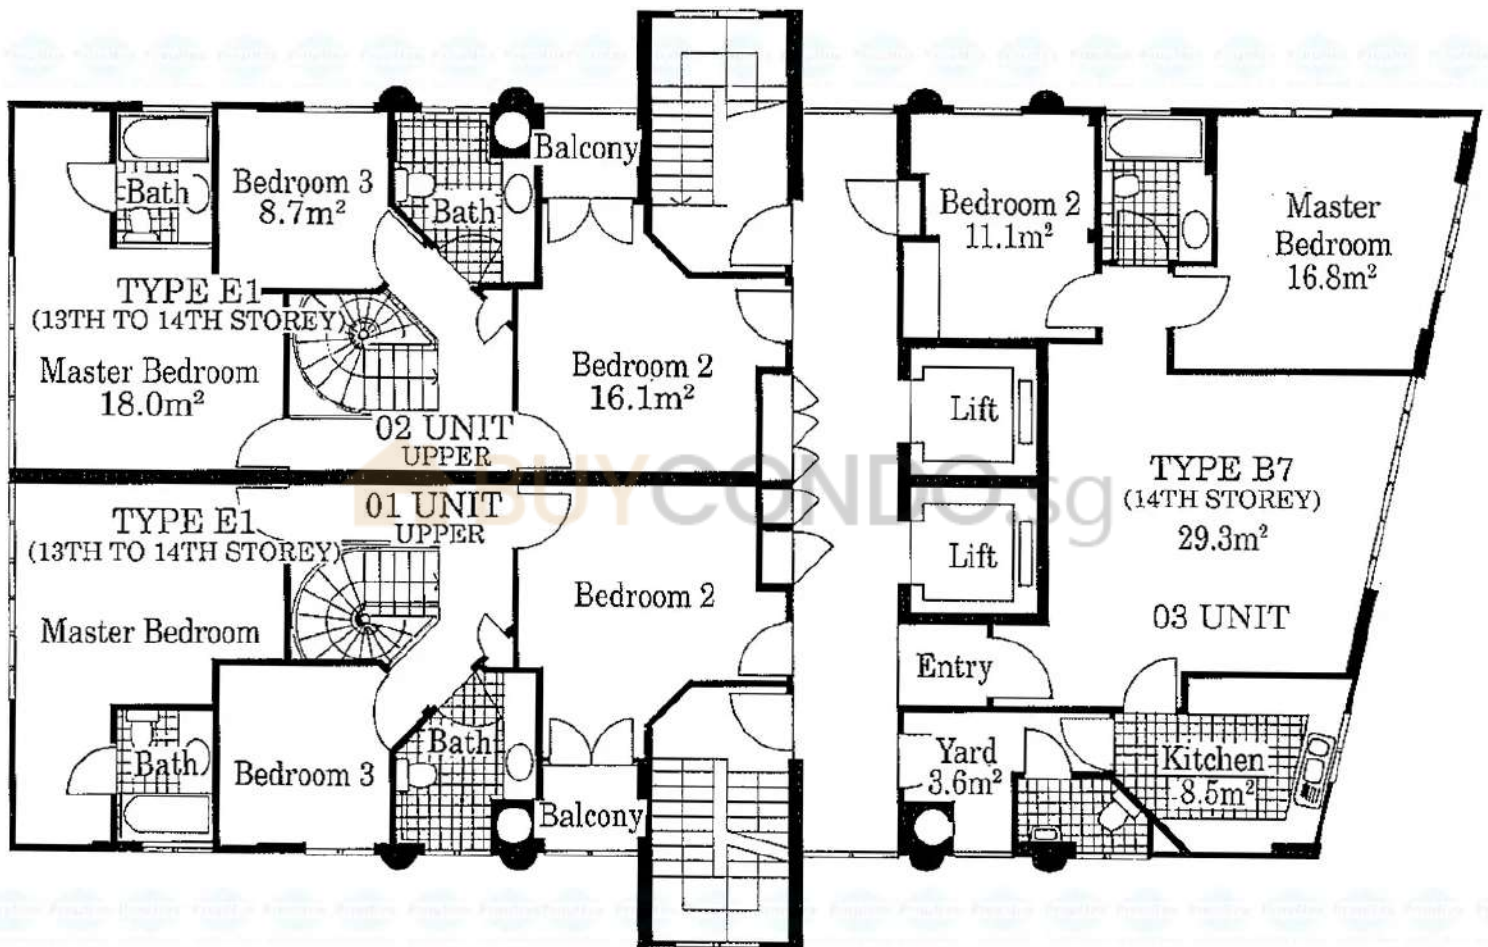 Bath
Bedroom 3
8.7m²
Bath
Balcony
TYPE E1
(13TH TO 14TH STOREY)
Master Bedroom
18.0m²
Bedroom 2
16.1m²
02 UNIT
UPPER
Bedroom 2
11.1m²
Master
Bedroom
16.8m²
Lift
TYPE B7
(14TH STOREY)
29.3m²
03 UNIT
BUYCONDO.sg
01 UNIT
UPPER
TYPE E1
(13TH TO 14TH STOREY)
Master Bedroom
Bedroom 2
Lift
Entry
Bath
Bedroom 3
Bath
Balcony
Yard
3.6m²
Kitchen
8.5m²